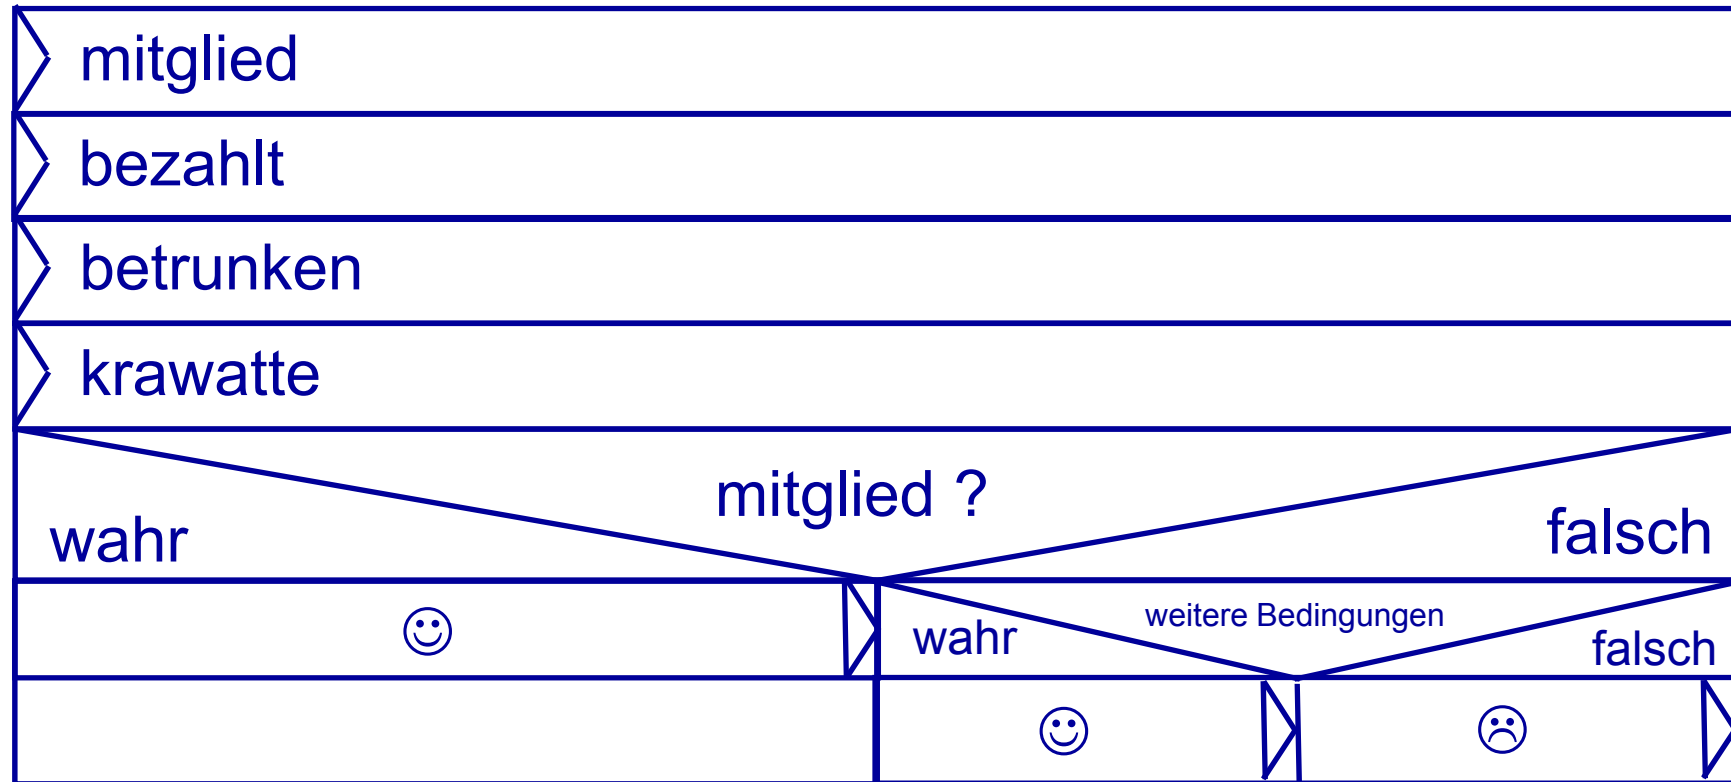 mitglied
bezahlt
betrunken
krawatte
mitglied ?
wahr
falsch
weitere Bedingungen
wahr
falsch